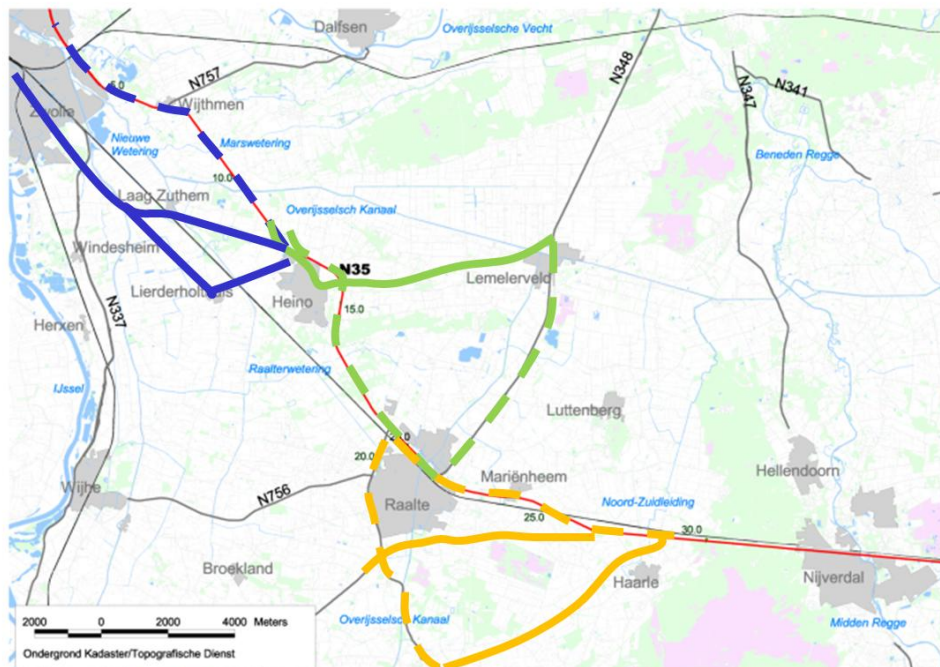 Dalfsen
Overijsselsche Vecht
N348
N757
5.0
N347
N341
Zwolle
Wijthmen
Nieuwe
Wetering
Marswetering
Beneden Regge
10.0
Laag Zuthem
Overijsselsch Kanaal
Windesheim
N35
Lemelerveld
Lierderholthuis
Heino
15.0
N337
Herxen
Raalterwetering
IJssel
Luttenberg
20.0
Mariënheem
Hellendoorn
Wijhe
N756
Raalte
Noord-Zuidleiding
25.0
30.0
Broekland
Haarle
Nijverdal
2000 0 2000 4000 Meters
Overijsselsch Kanaal
Midden Regge
Ondergrond Kadaster/Topografische Dienst